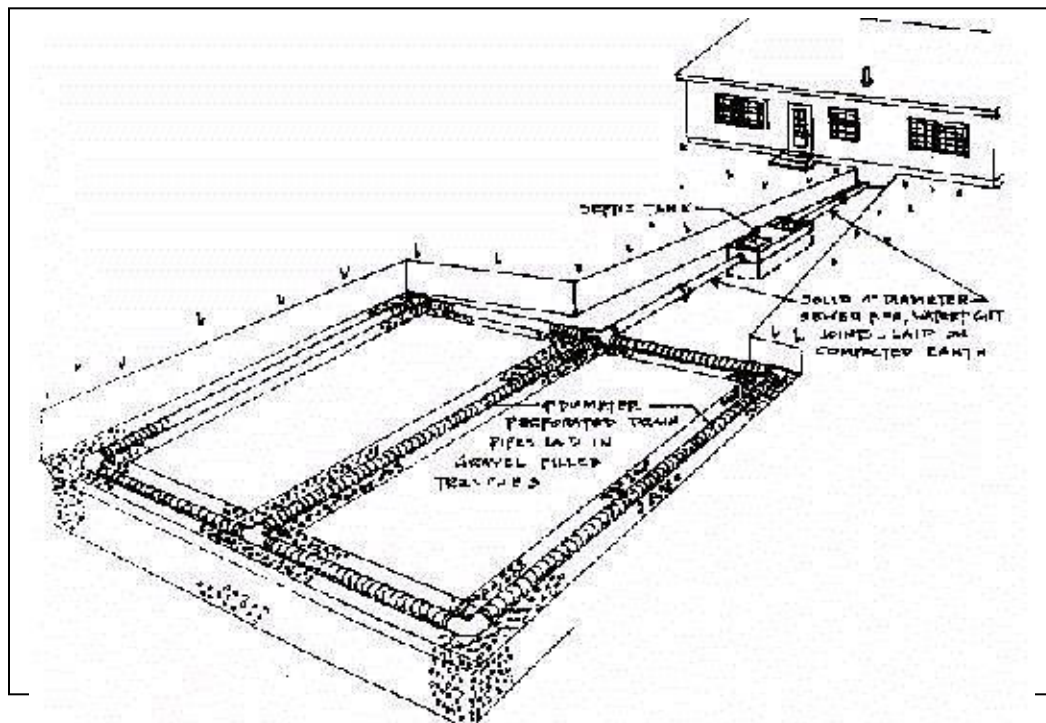 SEPTIC TANK
SOLID 4" DIAMETER
SEWER PIPE, WATERTIGHT
JOINTS, LAID ON
COMPACTED EARTH
4" DIAMETER
PERFORATED DRAIN
PIPES LAID IN
GRAVEL FILLED
TRENCHES